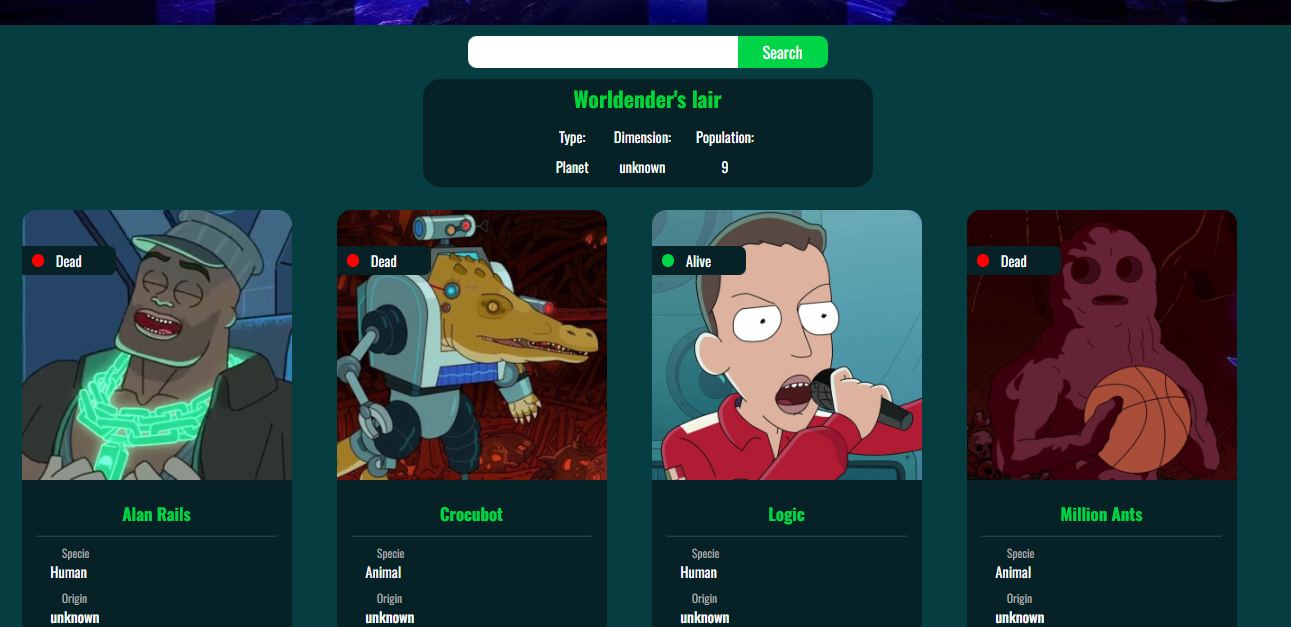 Search
Worldender's lair
Type: Dimension: Population:
Planet unknown 9
Dead Dead Alive Dead
Alan Rails Crocubot Logic Million Ants
Specie Specie Specie Specie
Human Animal Human Animal
Origin Origin Origin Origin
unknown unknown unknown unknown